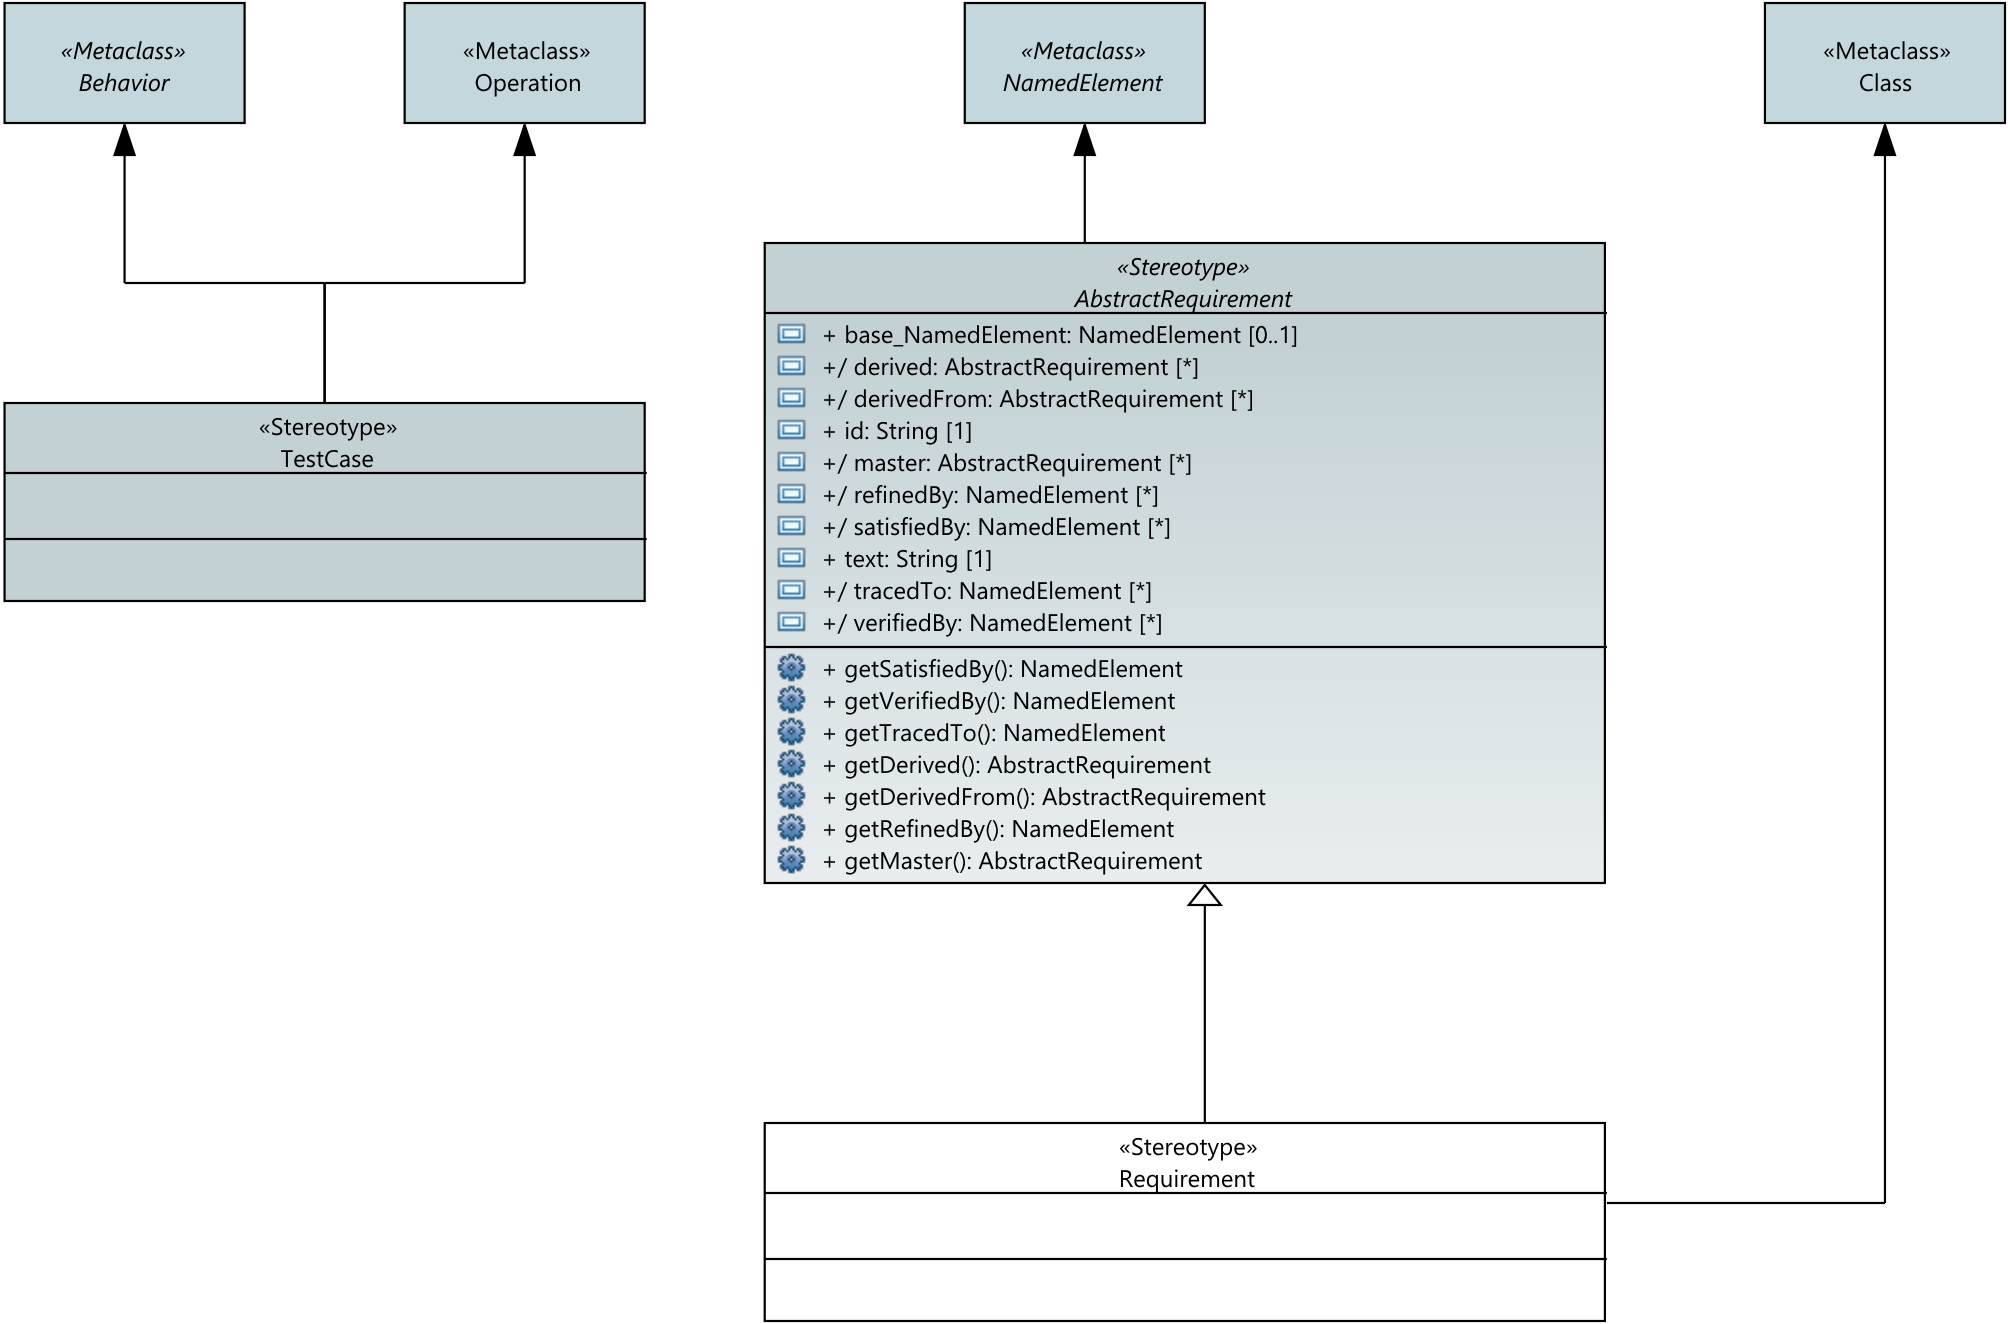 «Metaclass»
Behavior
«Metaclass»
Operation
«Metaclass»
NamedElement
«Metaclass»
Class
«Stereotype»
TestCase
«Stereotype»
AbstractRequirement
+ base_NamedElement: NamedElement [0..1]
+/ derived: AbstractRequirement [*]
+/ derivedFrom: AbstractRequirement [*]
+ id: String [1]
+/ master: AbstractRequirement [*]
+/ refinedBy: NamedElement [*]
+/ satisfiedBy: NamedElement [*]
+ text: String [1]
+/ tracedTo: NamedElement [*]
+/ verifiedBy: NamedElement [*]
+ getSatisfiedBy(): NamedElement
+ getVerifiedBy(): NamedElement
+ getTracedTo(): NamedElement
+ getDerived(): AbstractRequirement
+ getDerivedFrom(): AbstractRequirement
+ getRefinedBy(): NamedElement
+ getMaster(): AbstractRequirement
«Stereotype»
Requirement